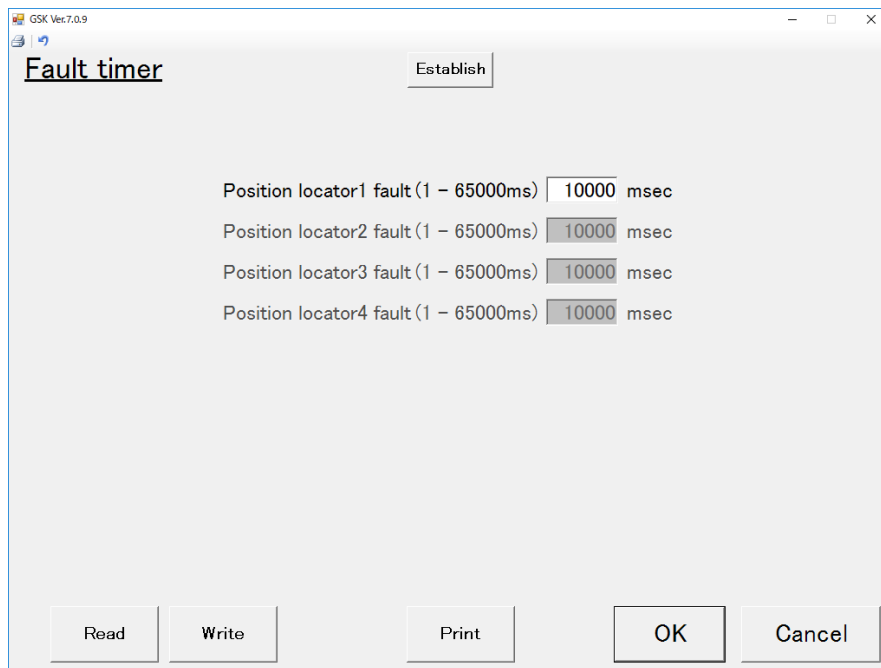 GSK Ver.7.0.9
Fault timer
Establish
Position locator1 fault(1 - 65000ms) 10000 msec
Position locator2 fault(1 - 65000ms) 10000 msec
Position locator3 fault(1 - 65000ms) 10000 msec
Position locator4 fault(1 - 65000ms) 10000 msec
Read Write Print OK Cancel